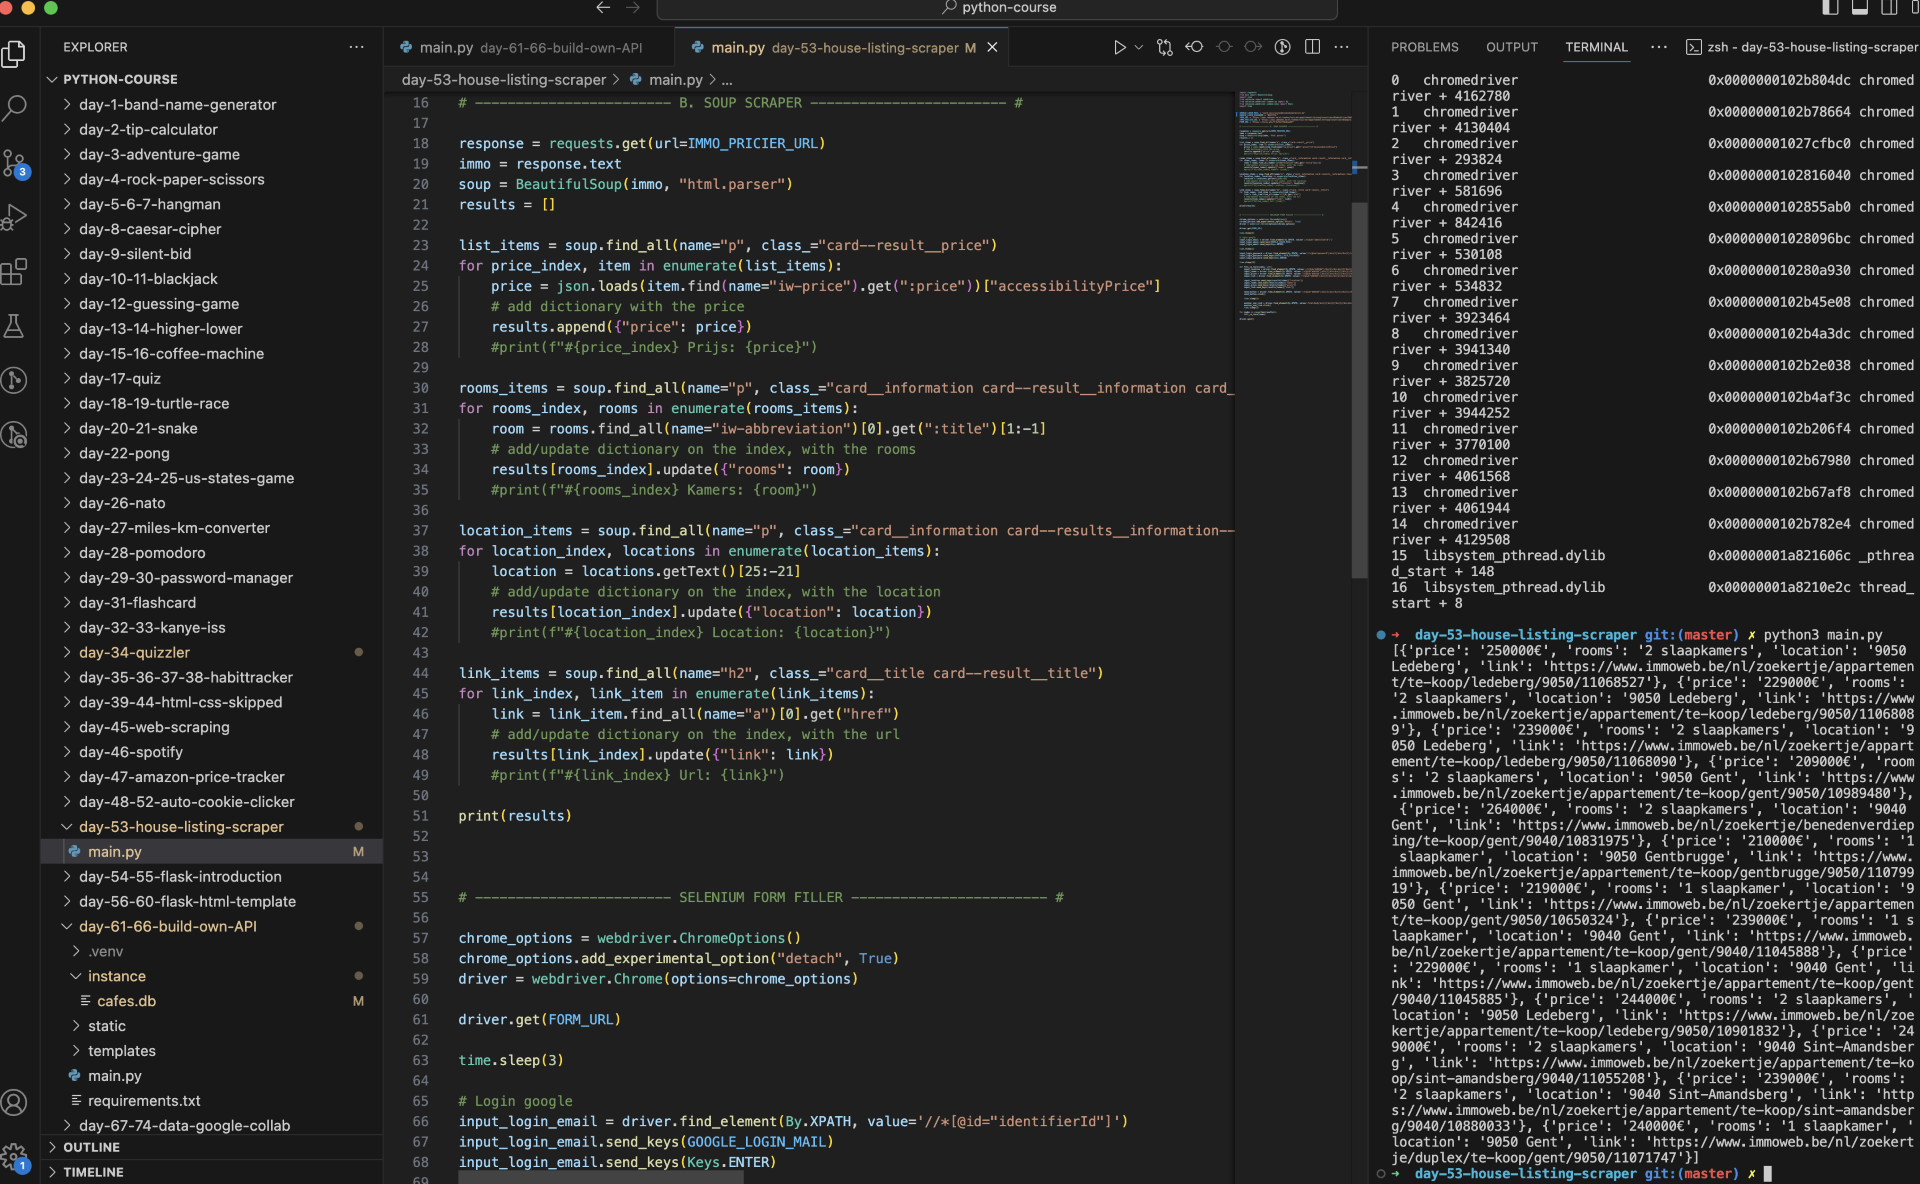 python-course
EXPLORER
PYTHON-COURSE
day-1-band-name-generator
day-2-tip-calculator
day-3-adventure-game
day-4-rock-paper-scissors
day-5-6-7-hangman
day-8-caesar-cipher
day-9-silent-bid
day-10-11-blackjack
day-12-guessing-game
day-13-14-higher-lower
day-15-16-coffee-machine
day-17-quiz
day-18-19-turtle-race
day-20-21-snake
day-22-pong
day-23-24-25-us-states-game
day-26-nato
day-27-miles-km-converter
day-28-pomodoro
day-29-30-password-manager
day-31-flashcard
day-32-33-kanye-iss
day-34-quizzler
day-35-36-37-38-habittracker
day-39-44-html-css-skipped
day-45-web-scraping
day-46-spotify
day-47-amazon-price-tracker
day-48-52-auto-cookie-clicker
day-53-house-listing-scraper
main.py M
day-54-55-flask-introduction
day-56-60-flask-html-template
day-61-66-build-own-API
.venv
instance
cafes.db M
static
templates
main.py
requirements.txt
day-67-74-data-google-collab
OUTLINE
TIMELINE
3
1
main.py day-61-66-build-own-API
main.py day-53-house-listing-scraper M
day-53-house-listing-scraper > main.py > ...
16 # ------------------------ B. SOUP SCRAPER ------------------------ #
17
18 response = requests.get(url=IMMO_PRICIER_URL)
19 immo = response.text
20 soup = BeautifulSoup(immo, "html.parser")
21 results = []
22
23 list_items = soup.find_all(name="p", class_="card--result__price")
24 for price_index, item in enumerate(list_items):
25 price = json.loads(item.find(name="iw-price").get(":price"))["accessibilityPrice"]
26 # add dictionary with the price
27 results.append({"price": price})
28 #print(f"#{price_index} Prijs: {price}")
29
30 rooms_items = soup.find_all(name="p", class_="card__information card--result__information card_
31 for rooms_index, rooms in enumerate(rooms_items):
32 room = rooms.find_all(name="iw-abbreviation")[0].get(":title")[1:-1]
33 # add/update dictionary on the index, with the rooms
34 results[rooms_index].update({"rooms": room})
35 #print(f"#{rooms_index} Kamers: {room}")
36
37 location_items = soup.find_all(name="p", class_="card__information card--results__information--
38 for location_index, locations in enumerate(location_items):
39 location = locations.getText()[25:-21]
40 # add/update dictionary on the index, with the location
41 results[location_index].update({"location": location})
42 #print(f"#{location_index} Location: {location}")
43
44 link_items = soup.find_all(name="h2", class_="card__title card--result__title")
45 for link_index, link_item in enumerate(link_items):
46 link = link_item.find_all(name="a")[0].get("href")
47 # add/update dictionary on the index, with the url
48 results[link_index].update({"link": link})
49 #print(f"#{link_index} Url: {link}")
50
51 print(results)
52
53
54
55 # ------------------------ SELENIUM FORM FILLER ------------------------ #
56
57 chrome_options = webdriver.ChromeOptions()
58 chrome_options.add_experimental_option("detach", True)
59 driver = webdriver.Chrome(options=chrome_options)
60
61 driver.get(FORM_URL)
62
63 time.sleep(3)
64
65 # Login google
66 input_login_email = driver.find_element(By.XPATH, value='//*[@id="identifierId"]')
67 input_login_email.send_keys(GOOGLE_LOGIN_MAIL)
68 input_login_email.send_keys(Keys.ENTER)
69
PROBLEMS OUTPUT TERMINAL ... zsh - day-53-house-listing-scraper
0 chromedriver 0x0000000102b804dc chromed
river + 4162780
1 chromedriver 0x0000000102b78664 chromed
river + 4130404
2 chromedriver 0x00000001027cfbc0 chromed
river + 293824
3 chromedriver 0x0000000102816040 chromed
river + 581696
4 chromedriver 0x0000000102855ab0 chromed
river + 842416
5 chromedriver 0x00000001028096bc chromed
river + 530108
6 chromedriver 0x000000010280a930 chromed
river + 534832
7 chromedriver 0x0000000102b45e08 chromed
river + 3923464
8 chromedriver 0x0000000102b4a3dc chromed
river + 3941340
9 chromedriver 0x0000000102b2e038 chromed
river + 3825720
10 chromedriver 0x0000000102b4af3c chromed
river + 3944252
11 chromedriver 0x0000000102b206f4 chromed
river + 3770100
12 chromedriver 0x0000000102b67980 chromed
river + 4061568
13 chromedriver 0x0000000102b67af8 chromed
river + 4061944
14 chromedriver 0x0000000102b782e4 chromed
river + 4129508
15 libsystem_pthread.dylib 0x00000001a821606c _pthrea
d_start + 148
16 libsystem_pthread.dylib 0x00000001a8210e2c thread_
start + 8
→ day-53-house-listing-scraper git:(master) ✗ python3 main.py
[{'price': '250000€', 'rooms': '2 slaapkamers', 'location': '9050
Ledeberg', 'link': 'https://www.immoweb.be/nl/zoekertje/appartemen
t/te-koop/ledeberg/9050/11068527'}, {'price': '229000€', 'rooms':
'2 slaapkamers', 'location': '9050 Ledeberg', 'link': 'https://www
.immoweb.be/nl/zoekertje/appartement/te-koop/ledeberg/9050/1106808
9'}, {'price': '239000€', 'rooms': '2 slaapkamers', 'location': '9
050 Ledeberg', 'link': 'https://www.immoweb.be/nl/zoekertje/appart
ement/te-koop/ledeberg/9050/11068090'}, {'price': '209000€', 'room
s': '2 slaapkamers', 'location': '9050 Gent', 'link': 'https://www
.immoweb.be/nl/zoekertje/appartement/te-koop/gent/9050/10989480'},
{'price': '264000€', 'rooms': '2 slaapkamers', 'location': '9040
Gent', 'link': 'https://www.immoweb.be/nl/zoekertje/benedenverdiep
ing/te-koop/gent/9040/10831975'}, {'price': '210000€', 'rooms': '1
slaapkamer', 'location': '9050 Gentbrugge', 'link': 'https://www.
immoweb.be/nl/zoekertje/appartement/te-koop/gentbrugge/9050/110799
19'}, {'price': '219000€', 'rooms': '1 slaapkamer', 'location': '9
050 Gent', 'link': 'https://www.immoweb.be/nl/zoekertje/appartemen
t/te-koop/gent/9050/10650324'}, {'price': '239000€', 'rooms': '1 s
laapkamer', 'location': '9040 Gent', 'link': 'https://www.immoweb.
be/nl/zoekertje/appartement/te-koop/gent/9040/11045888'}, {'price'
: '229000€', 'rooms': '1 slaapkamer', 'location': '9040 Gent', 'li
nk': 'https://www.immoweb.be/nl/zoekertje/appartement/te-koop/gent
/9040/11045885'}, {'price': '244000€', 'rooms': '2 slaapkamers', '
location': '9050 Ledeberg', 'link': 'https://www.immoweb.be/nl/zoe
kertje/appartement/te-koop/ledeberg/9050/10901832'}, {'price': '24
9000€', 'rooms': '2 slaapkamers', 'location': '9040 Sint-Amandsber
g', 'link': 'https://www.immoweb.be/nl/zoekertje/appartement/te-ko
op/sint-amandsberg/9040/11055208'}, {'price': '239000€', 'rooms':
'2 slaapkamers', 'location': '9040 Sint-Amandsberg', 'link': 'http
s://www.immoweb.be/nl/zoekertje/appartement/te-koop/sint-amandsber
g/9040/10880033'}, {'price': '240000€', 'rooms': '1 slaapkamer', '
location': '9050 Gent', 'link': 'https://www.immoweb.be/nl/zoekert
je/duplex/te-koop/gent/9050/11071747'}]
→ day-53-house-listing-scraper git:(master) ✗